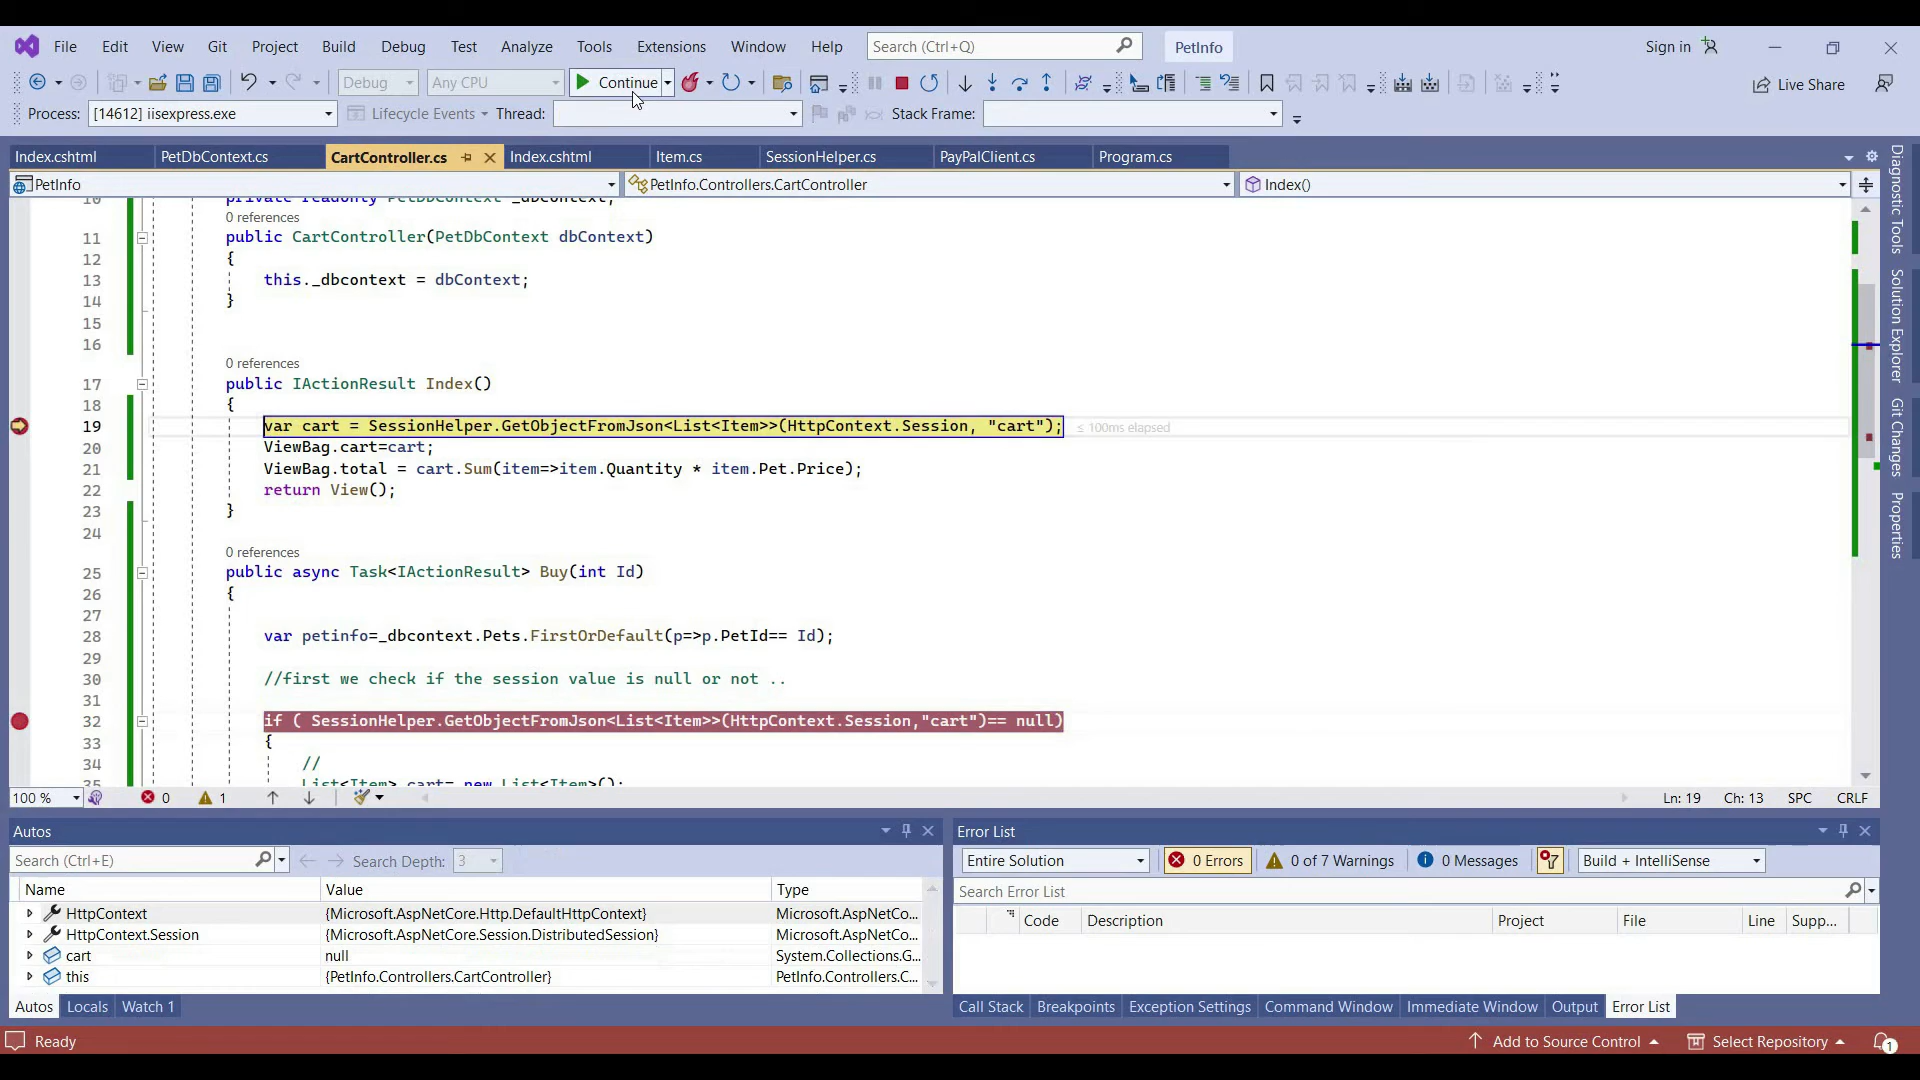 File Edit View Git Project Build Debug Test Analyze Tools Extensions Window Help Search (Ctrl+Q) PetInfo Sign in
Debug Any CPU Continue Live Share
Process: [14612] iisexpress.exe Lifecycle Events Thread: Stack Frame:
Index.cshtml PetDbContext.cs CartController.cs Index.cshtml Item.cs SessionHelper.cs PayPalClient.cs Program.cs
PetInfo PetInfo.Controllers.CartController Index()
10 private readonly PetDbContext _dbcontext;
0 references
11 public CartController(PetDbContext dbContext)
12 {
13 this._dbcontext = dbContext;
14 }
15
16
0 references
17 public IActionResult Index()
18 {
19 var cart = SessionHelper.GetObjectFromJson<List<Item>>(HttpContext.Session, "cart"); ≤ 100ms elapsed
20 ViewBag.cart=cart;
21 ViewBag.total = cart.Sum(item=>item.Quantity * item.Pet.Price);
22 return View();
23 }
24
0 references
25 public async Task<IActionResult> Buy(int Id)
26 {
27
28 var petinfo=_dbcontext.Pets.FirstOrDefault(p=>p.PetId== Id);
29
30 //first we check if the session value is null or not ..
31
32 if ( SessionHelper.GetObjectFromJson<List<Item>>(HttpContext.Session,"cart")== null)
33 {
34 //
35 List<Item> cart= new List<Item>();
100 % 0 1 Ln: 19 Ch: 13 SPC CRLF
Diagnostic Tools
Solution Explorer
Git Changes
Properties
Autos
Search (Ctrl+E) Search Depth: 3
Name Value Type
HttpContext {Microsoft.AspNetCore.Http.DefaultHttpContext} Microsoft.AspNetCo...
HttpContext.Session {Microsoft.AspNetCore.Session.DistributedSession} Microsoft.AspNetCo...
cart null System.Collections.G...
this {PetInfo.Controllers.CartController} PetInfo.Controllers.C...
Autos Locals Watch 1
Error List
Entire Solution 0 Errors 0 of 7 Warnings 0 Messages Build + IntelliSense
Search Error List
Code Description Project File Line Supp...
Call Stack Breakpoints Exception Settings Command Window Immediate Window Output Error List
Ready Add to Source Control Select Repository 1